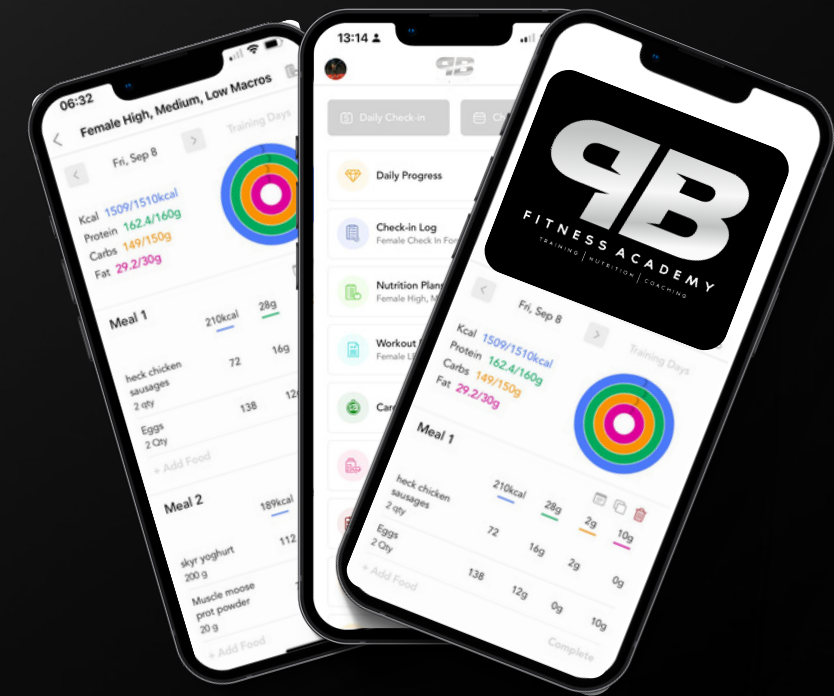 06:32
Female High, Medium, Low Macros
Fri, Sep 8
Training Days
Kcal 1509/1510kcal
Protein 162.4/160g
Carbs 149/150g
Fat 29.2/30g
Meal 1
210kcal 28g
heck chicken
sausages
2 qty
72 16g
Eggs
2 Qty
138
+ Add Food
Meal 2
189kcal
skyr yoghurt
200 g
112
Muscle moose
prot powder
20 g
+ Add Food
13:14
PB
Daily Check-in
Daily Progress
Check-in Log
Female Check In
Nutrition Plans
Female High,
Workout
Female
PB
FITNESS ACADEMY
TRAINING | NUTRITION | COACHING
Fri, Sep 8
Training Days
Kcal 1509/1510kcal
Protein 162.4/160g
Carbs 149/150g
Fat 29.2/30g
Meal 1
210kcal 28g 2g 10g
heck chicken
sausages
2 qty
72 16g 2g 0g
Eggs
2 Qty
138 12g 0g 10g
+ Add Food
Complete